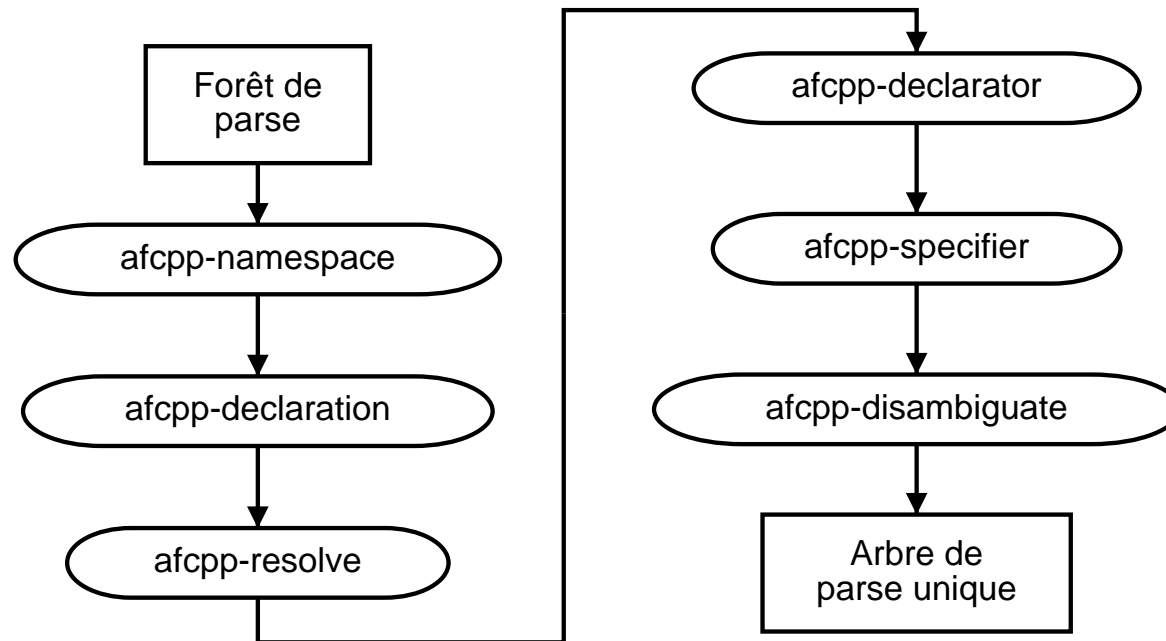 Forêt de
parse
afcpp-namespace
afcpp-declaration
afcpp-resolve
afcpp-declarator
afcpp-specifier
afcpp-disambiguate
Arbre de
parse unique